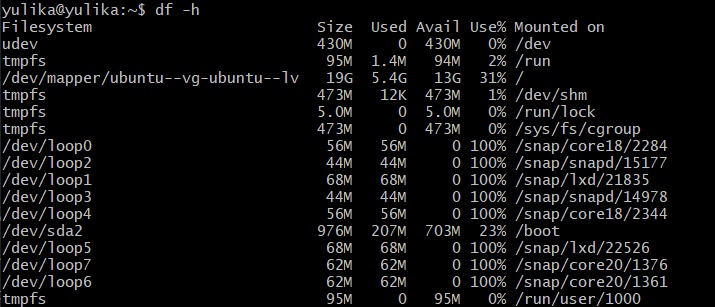 yulika@yulika:~$ df -h
Filesystem                         Size  Used Avail Use% Mounted on
udev                               430M     0  430M   0% /dev
tmpfs                               95M  1.4M   94M   2% /run
/dev/mapper/ubuntu--vg-ubuntu--lv   19G  5.4G   13G  31% /
tmpfs                              473M   12K  473M   1% /dev/shm
tmpfs                              5.0M     0  5.0M   0% /run/lock
tmpfs                              473M     0  473M   0% /sys/fs/cgroup
/dev/loop0                          56M   56M     0 100% /snap/core18/2284
/dev/loop2                          44M   44M     0 100% /snap/snapd/15177
/dev/loop1                          68M   68M     0 100% /snap/lxd/21835
/dev/loop3                          44M   44M     0 100% /snap/snapd/14978
/dev/loop4                          56M   56M     0 100% /snap/core18/2344
/dev/sda2                          976M  207M  703M  23% /boot
/dev/loop5                          68M   68M     0 100% /snap/lxd/22526
/dev/loop7                          62M   62M     0 100% /snap/core20/1376
/dev/loop6                          62M   62M     0 100% /snap/core20/1361
tmpfs                               95M     0   95M   0% /run/user/1000